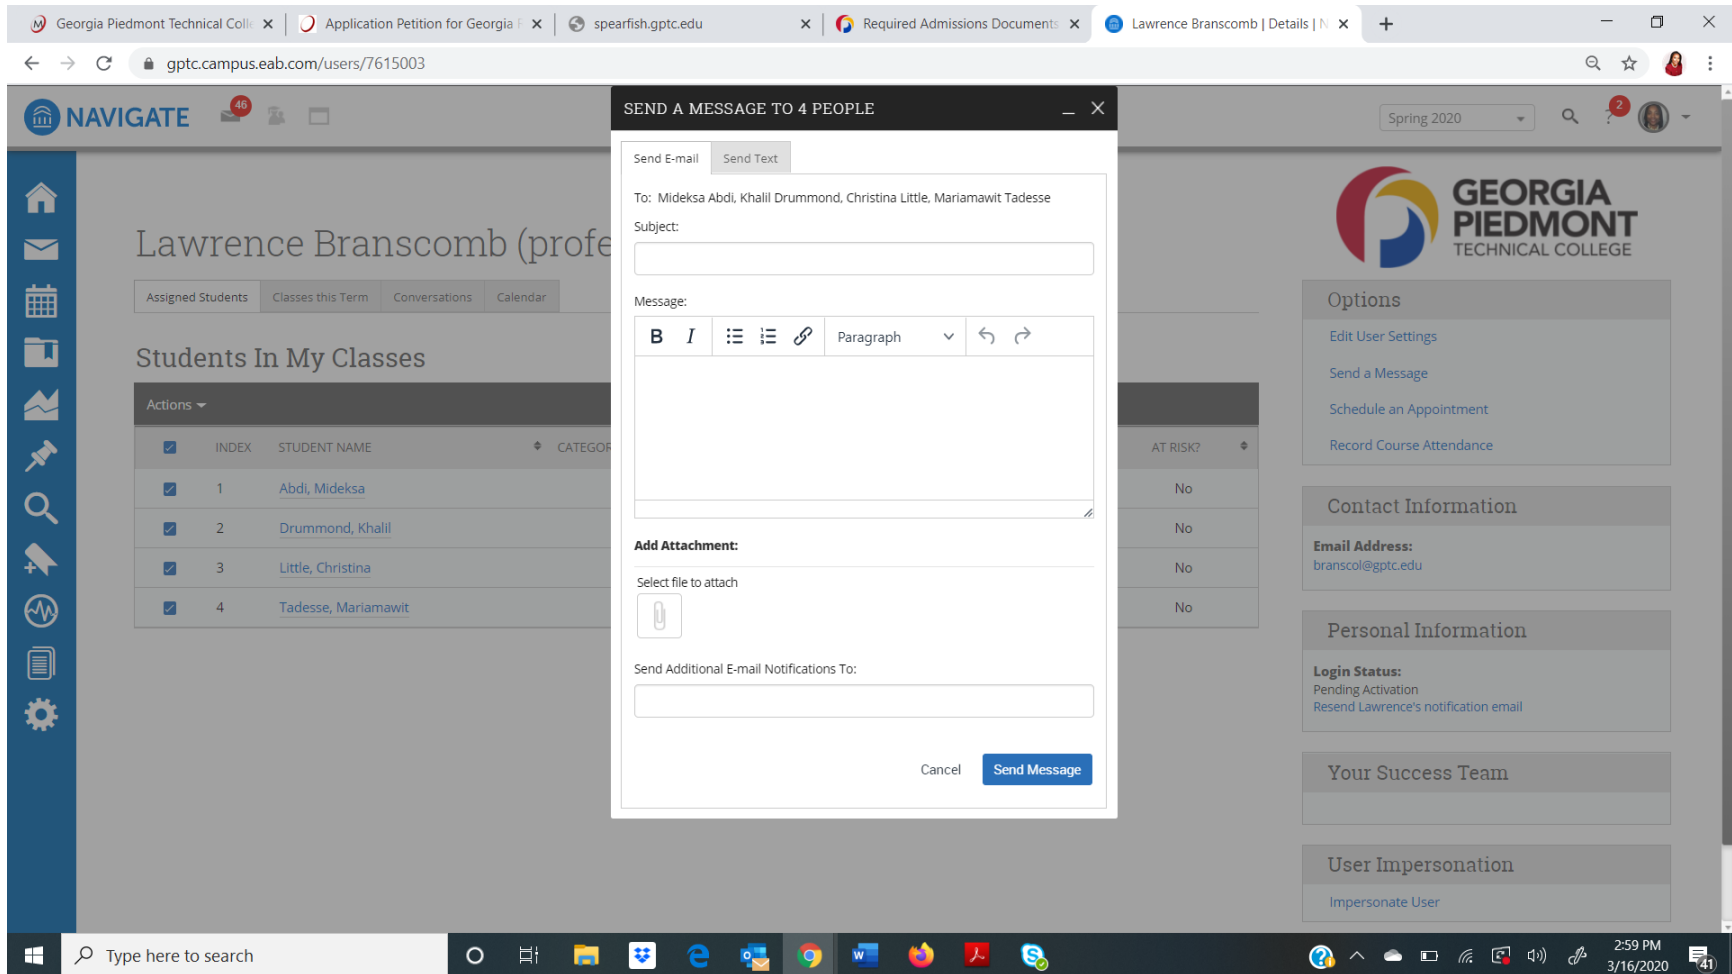 Georgia Piedmont Technical Coll
Application Petition for Georgia
spearfish.gptc.edu
Required Admissions Documents
Lawrence Branscomb | Details | N
gptc.campus.eab.com/users/7615003
NAVIGATE
46
SEND A MESSAGE TO 4 PEOPLE
Spring 2020
?
2
Send E-mail
Send Text
To: Mideksa Abdi, Khalil Drummond, Christina Little, Mariamawit Tadesse
Subject:
Message:
B I
Paragraph
Add Attachment:
Select file to attach
Send Additional E-mail Notifications To:
Cancel
Send Message
Lawrence Branscomb (profe
Assigned Students
Classes this Term
Conversations
Calendar
Students In My Classes
Actions
INDEX STUDENT NAME CATEGOR AT RISK?
1 Abdi, Mideksa No
2 Drummond, Khalil No
3 Little, Christina No
4 Tadesse, Mariamawit No
GEORGIA
PIEDMONT
TECHNICAL COLLEGE
Options
Edit User Settings
Send a Message
Schedule an Appointment
Record Course Attendance
Contact Information
Email Address:
branscol@gptc.edu
Personal Information
Login Status:
Pending Activation
Resend Lawrence's notification email
Your Success Team
User Impersonation
Impersonate User
Type here to search
2:59 PM
3/16/2020
41